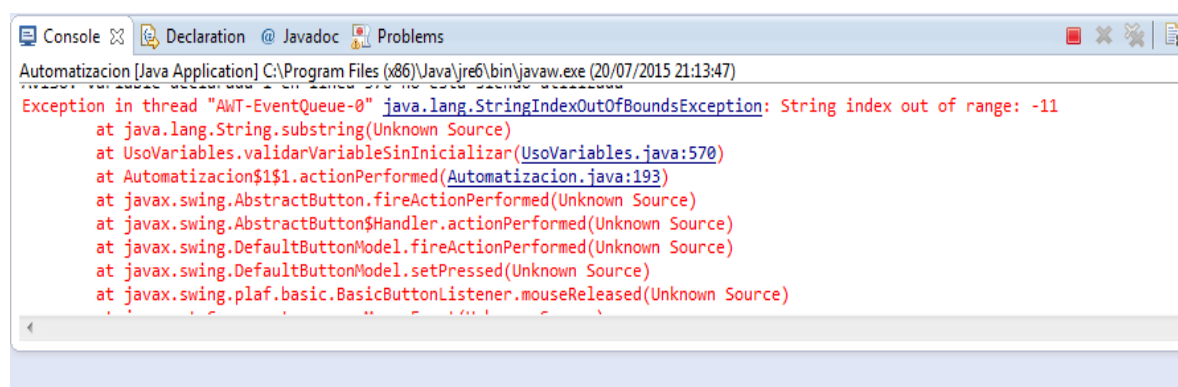 Console Declaration @ Javadoc Problems
Automatizacion [Java Application] C:\Program Files (x86)\Java\jre6\bin\javaw.exe (20/07/2015 21:13:47)
Exception in thread "AWT-EventQueue-0" java.lang.StringIndexOutOfBoundsException: String index out of range: -11
at java.lang.String.substring(Unknown Source)
at UsoVariables.validarVariableSinInicializar(UsoVariables.java:570)
at Automatizacion$1$1.actionPerformed(Automatizacion.java:193)
at javax.swing.AbstractButton.fireActionPerformed(Unknown Source)
at javax.swing.AbstractButton$Handler.actionPerformed(Unknown Source)
at javax.swing.DefaultButtonModel.fireActionPerformed(Unknown Source)
at javax.swing.DefaultButtonModel.setPressed(Unknown Source)
at javax.swing.plaf.basic.BasicButtonListener.mouseReleased(Unknown Source)